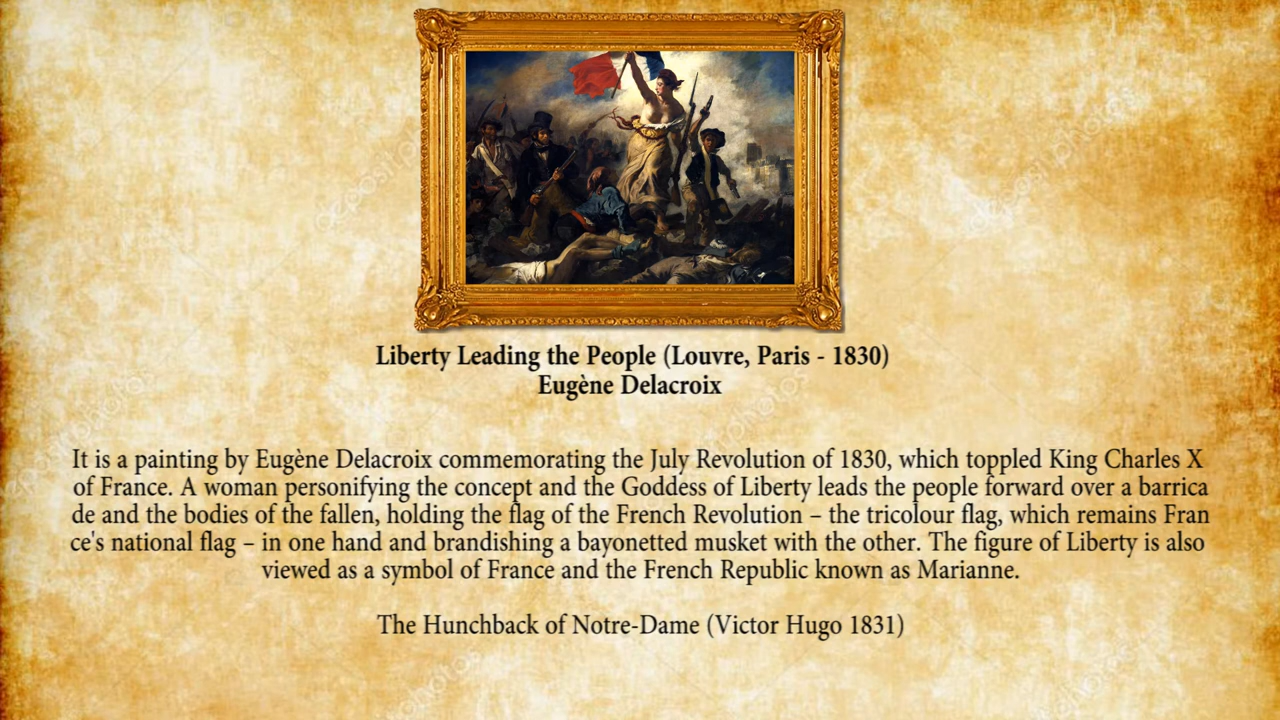 Liberty Leading the People (Louvre, Paris - 1830)
Eugène Delacroix
It is a painting by Eugène Delacroix commemorating the July Revolution of 1830, which toppled King Charles X
of France. A woman personifying the concept and the Goddess of Liberty leads the people forward over a barrica
de and the bodies of the fallen, holding the flag of the French Revolution – the tricolour flag, which remains Fran
ce's national flag – in one hand and brandishing a bayonetted musket with the other. The figure of Liberty is also
viewed as a symbol of France and the French Republic known as Marianne.
The Hunchback of Notre-Dame (Victor Hugo 1831)